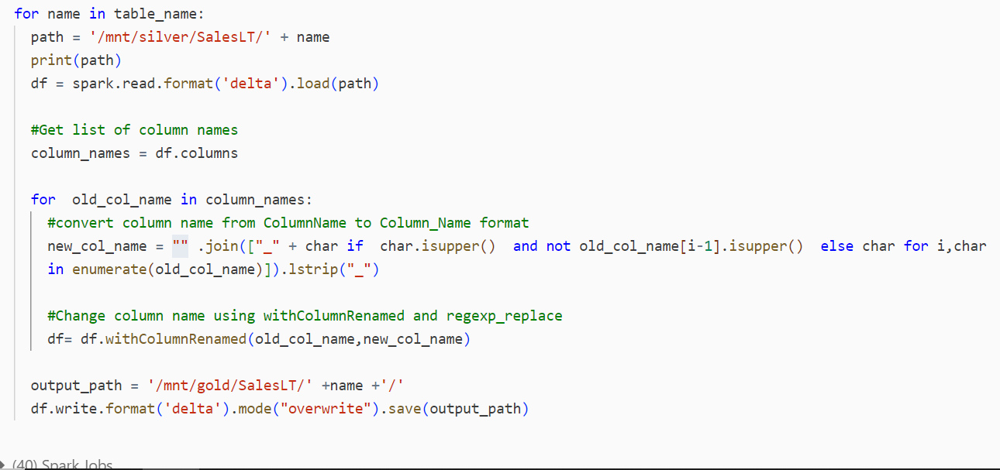 for name in table_name:
path = '/mnt/silver/SalesLT/' + name
print(path)
df = spark.read.format('delta').load(path)
#Get list of column names
column_names = df.columns
for  old_col_name in column_names:
#convert column name from ColumnName to Column_Name format
new_col_name = "" .join(["_" + char if  char.isupper()  and not old_col_name[i-1].isupper()  else char for i,char
in enumerate(old_col_name)]).lstrip("_")
#Change column name using withColumnRenamed and regexp_replace
df= df.withColumnRenamed(old_col_name,new_col_name)
output_path = '/mnt/gold/SalesLT/' +name +'/'
df.write.format('delta').mode("overwrite").save(output_path)
(40) Spark Jobs